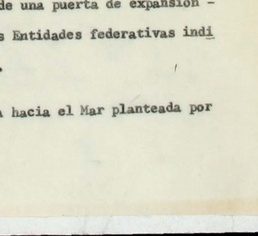 de una puerta de expansión -
s Entidades federativas indi
hacia el Mar planteada por